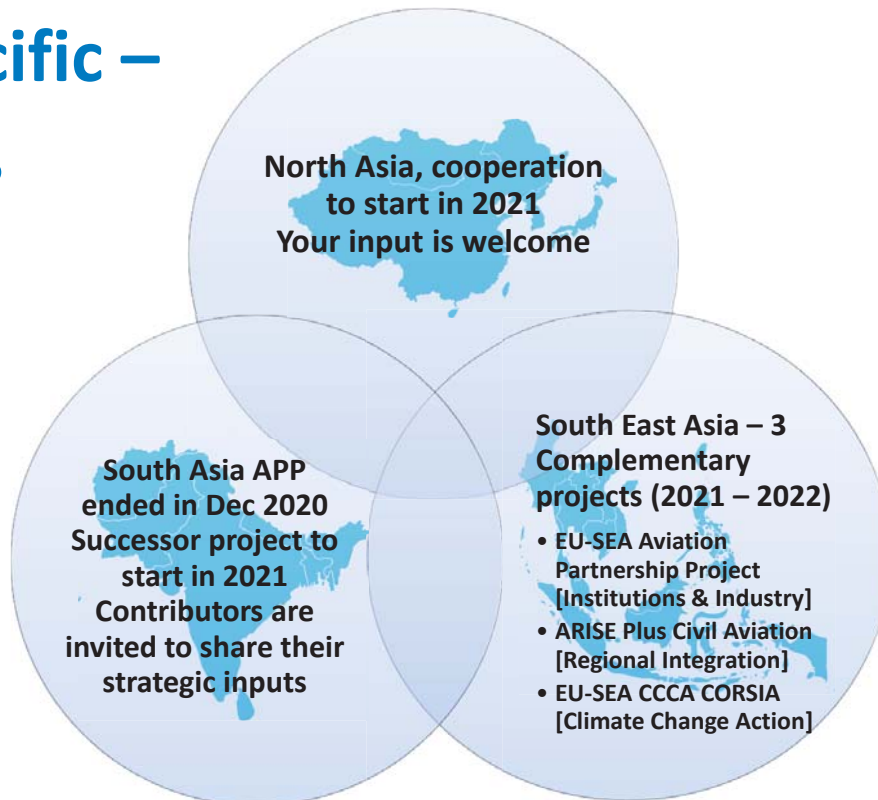 cific –
North Asia, cooperation
to start in 2021
Your input is welcome
South Asia APP
ended in Dec 2020
Successor project to
start in 2021
Contributors are
invited to share their
strategic inputs
South East Asia – 3
Complementary
projects (2021 – 2022)
• EU-SEA Aviation
Partnership Project
[Institutions & Industry]
• ARISE Plus Civil Aviation
[Regional Integration]
• EU-SEA CCCA CORSIA
[Climate Change Action]